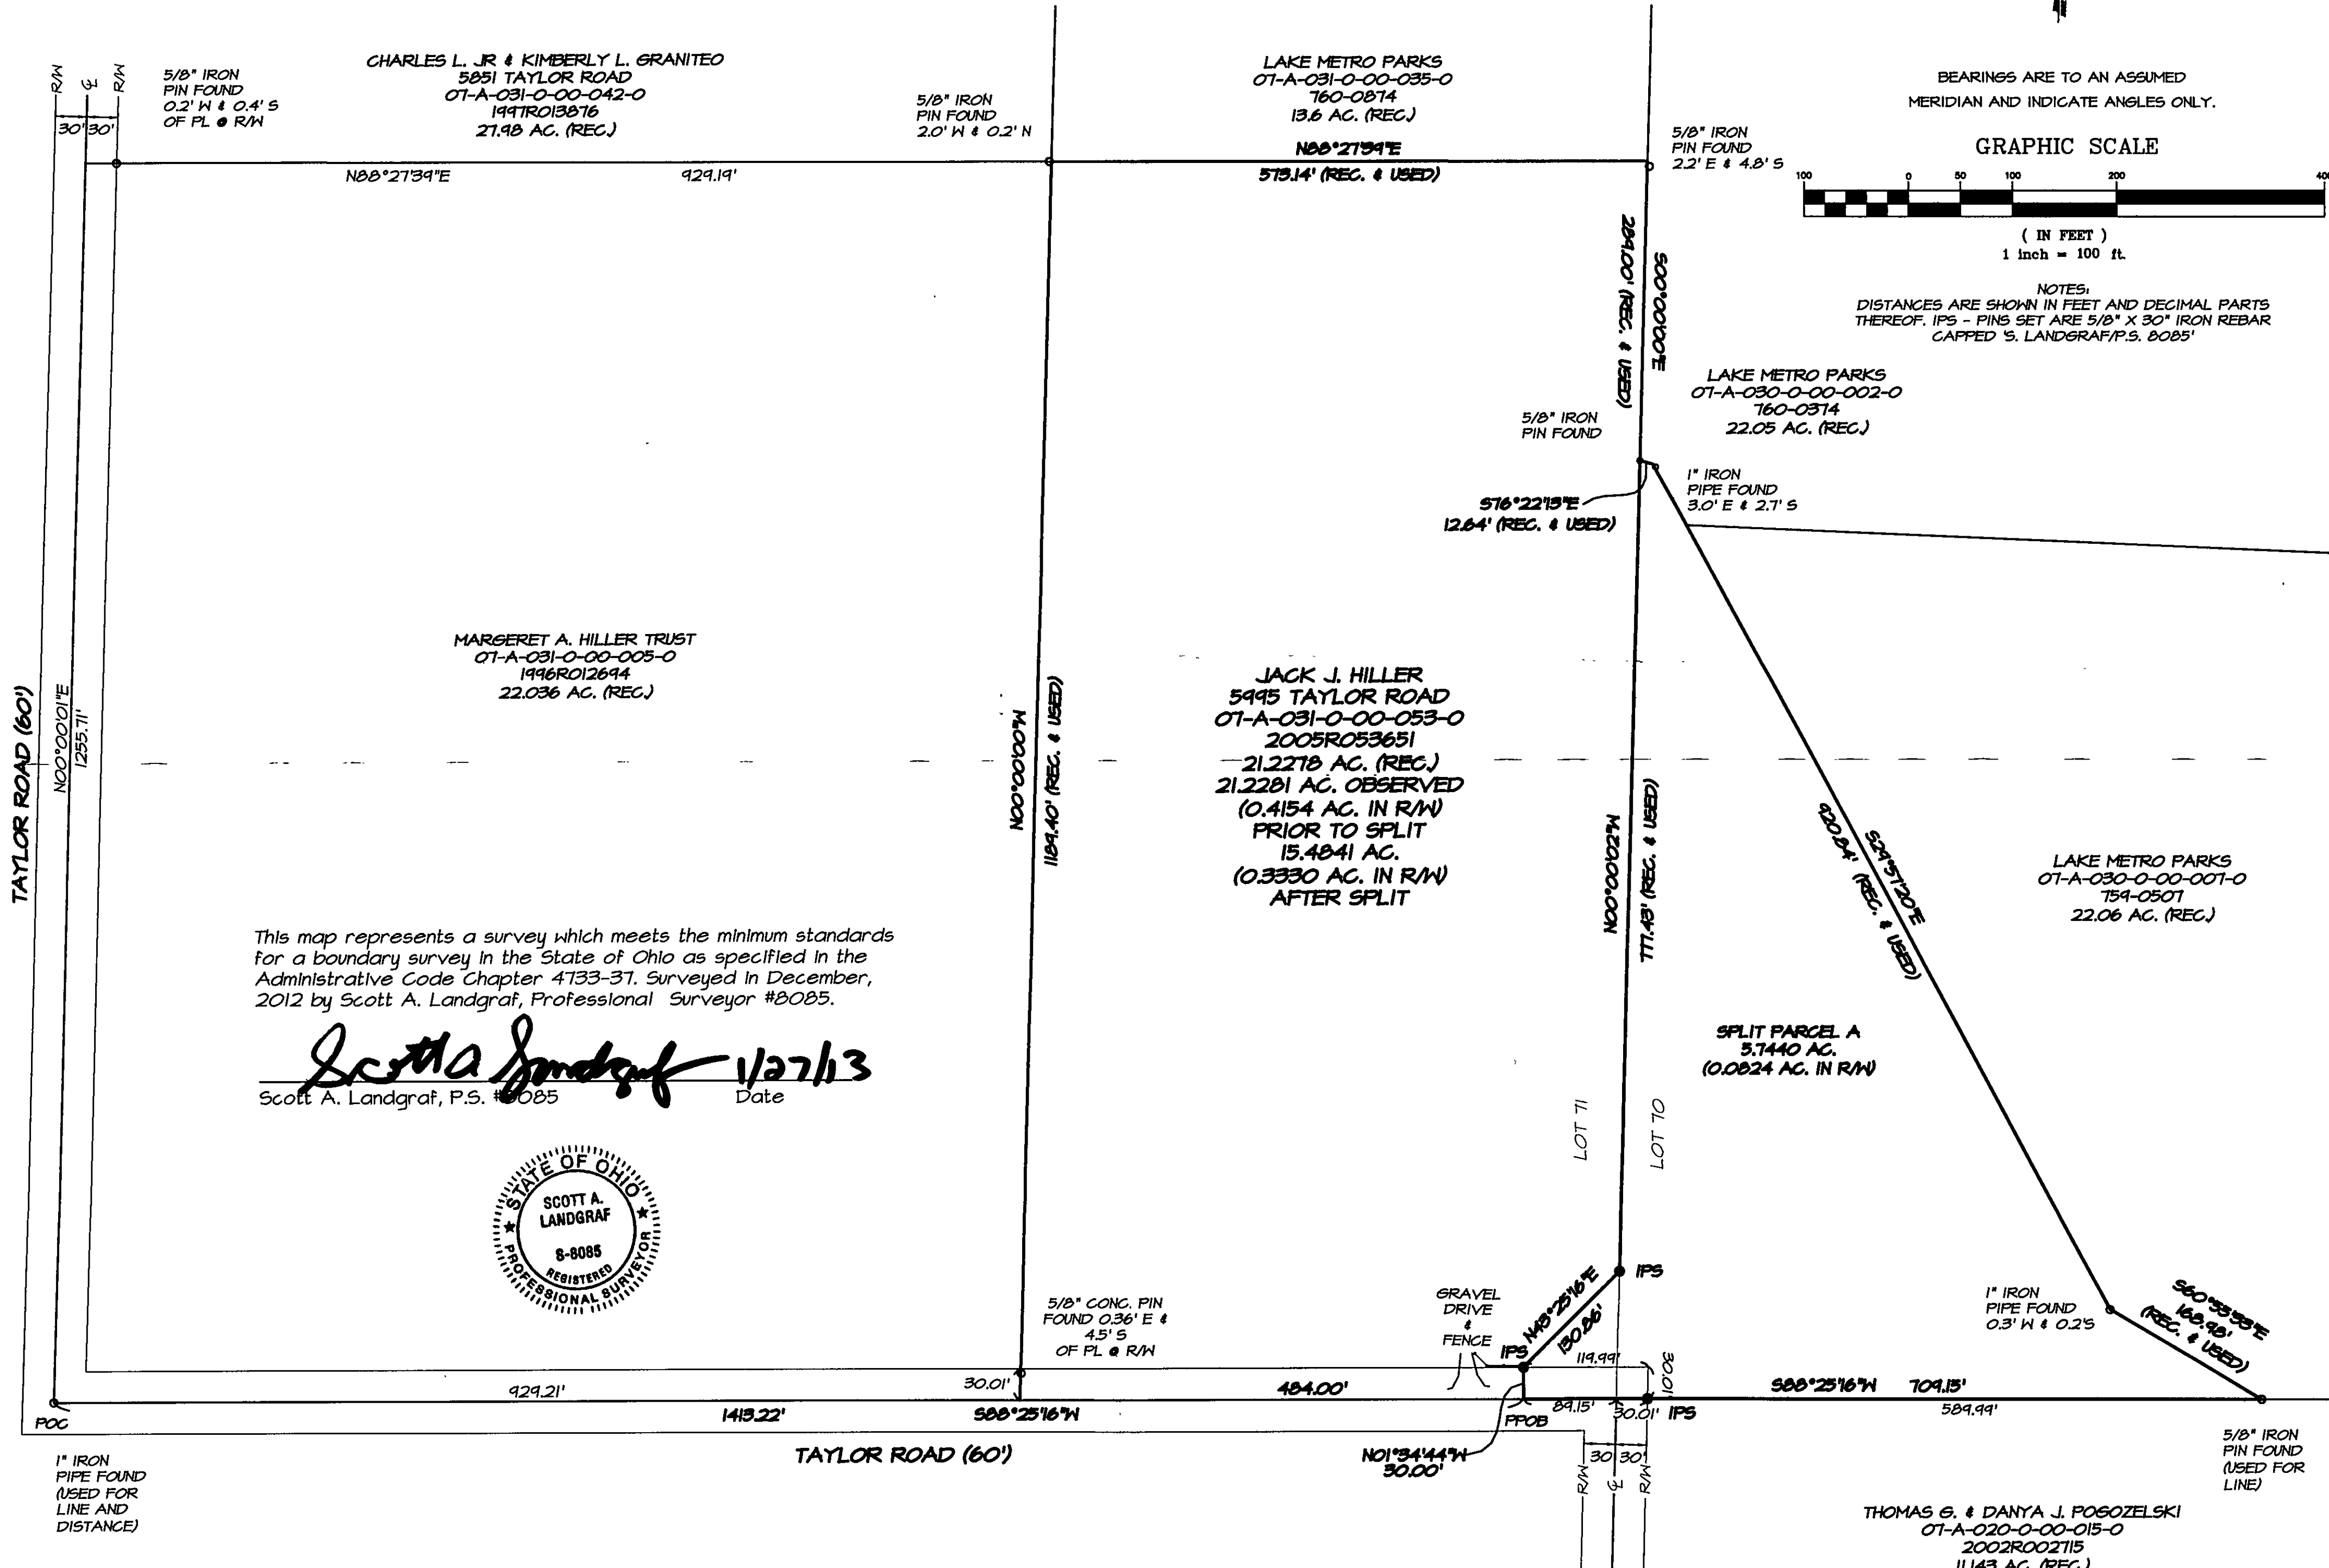 CHARLES L. JR & KIMBERLY L. GRANITEO
5851 TAYLOR ROAD
07-A-031-0-00-042-0
1997R013876
27.98 AC. (REC.)
R/W
℄
R/W
30' 30'
5/8" IRON
PIN FOUND
0.2' W & 0.4' S
OF PL @ R/W
N88°27'39"E
929.19'
5/8" IRON
PIN FOUND
2.0' W & 0.2' N
LAKE METRO PARKS
07-A-031-0-00-035-0
760-0874
13.6 AC. (REC.)
N88°27'39"E
573.14' (REC. & USED)
5/8" IRON
PIN FOUND
2.2' E & 4.8' S
BEARINGS ARE TO AN ASSUMED
MERIDIAN AND INDICATE ANGLES ONLY.
GRAPHIC SCALE
100 0 50 100 200 400
( IN FEET )
1 inch = 100 ft.
NOTES:
DISTANCES ARE SHOWN IN FEET AND DECIMAL PARTS
THEREOF. IPS - PINS SET ARE 5/8" X 30" IRON REBAR
CAPPED 'S. LANDGRAF/P.S. 8085'
289.00' (REC. & USED)
S00°00'00"E
LAKE METRO PARKS
07-A-030-0-00-002-0
760-0374
22.05 AC. (REC.)
5/8" IRON
PIN FOUND
1" IRON
PIPE FOUND
3.0' E & 2.7' S
S76°22'13"E
12.64' (REC. & USED)
MARGERET A. HILLER TRUST
07-A-031-0-00-005-0
1996R012694
22.036 AC. (REC.)
TAYLOR ROAD (60')
N00°00'01"E
1255.71'
N00°00'00"W
1189.40' (REC. & USED)
JACK J. HILLER
5995 TAYLOR ROAD
07-A-031-0-00-053-0
2005R053651
21.2278 AC. (REC.)
21.2281 AC. OBSERVED
(0.4154 AC. IN R/W)
PRIOR TO SPLIT
15.4841 AC.
(0.3330 AC. IN R/W)
AFTER SPLIT
N00°00'02"W
777.43' (REC. & USED)
S29°57'20"E
920.84' (REC. & USED)
LAKE METRO PARKS
07-A-030-0-00-007-0
759-0507
22.06 AC. (REC.)
This map represents a survey which meets the minimum standards
for a boundary survey in the State of Ohio as specified in the
Administrative Code Chapter 4733-37. Surveyed in December,
2012 by Scott A. Landgraf, Professional Surveyor #8085.
Scott A Landgraf 1/27/13
Scott A. Landgraf, P.S. #8085 Date
STATE OF OHIO
SCOTT A.
LANDGRAF
S-8085
REGISTERED
PROFESSIONAL SURVEYOR
SPLIT PARCEL A
5.7440 AC.
(0.0824 AC. IN R/W)
LOT 71
LOT 70
5/8" CONC. PIN
FOUND 0.36' E &
4.5' S
OF PL @ R/W
GRAVEL
DRIVE
&
FENCE
N43°25'16"E
130.86'
IPS
IPS
119.99'
30.01'
1" IRON
PIPE FOUND
0.3' W & 0.2'S
S60°55'53"E
168.98'
(REC. & USED)
929.21'
30.01'
484.00'
S88°25'16"W 709.15'
POC
1413.22'
S88°25'16"W
PPOB
89.15'
30.01'
IPS
589.99'
TAYLOR ROAD (60')
N01°34'44"W
30.00'
30 30'
R/W
℄
R/W
1" IRON
PIPE FOUND
(USED FOR
LINE AND
DISTANCE)
5/8" IRON
PIN FOUND
(USED FOR
LINE)
THOMAS G. & DANYA J. POGOZELSKI
07-A-020-0-00-015-0
2002R002715
11.143 AC. (REC.)